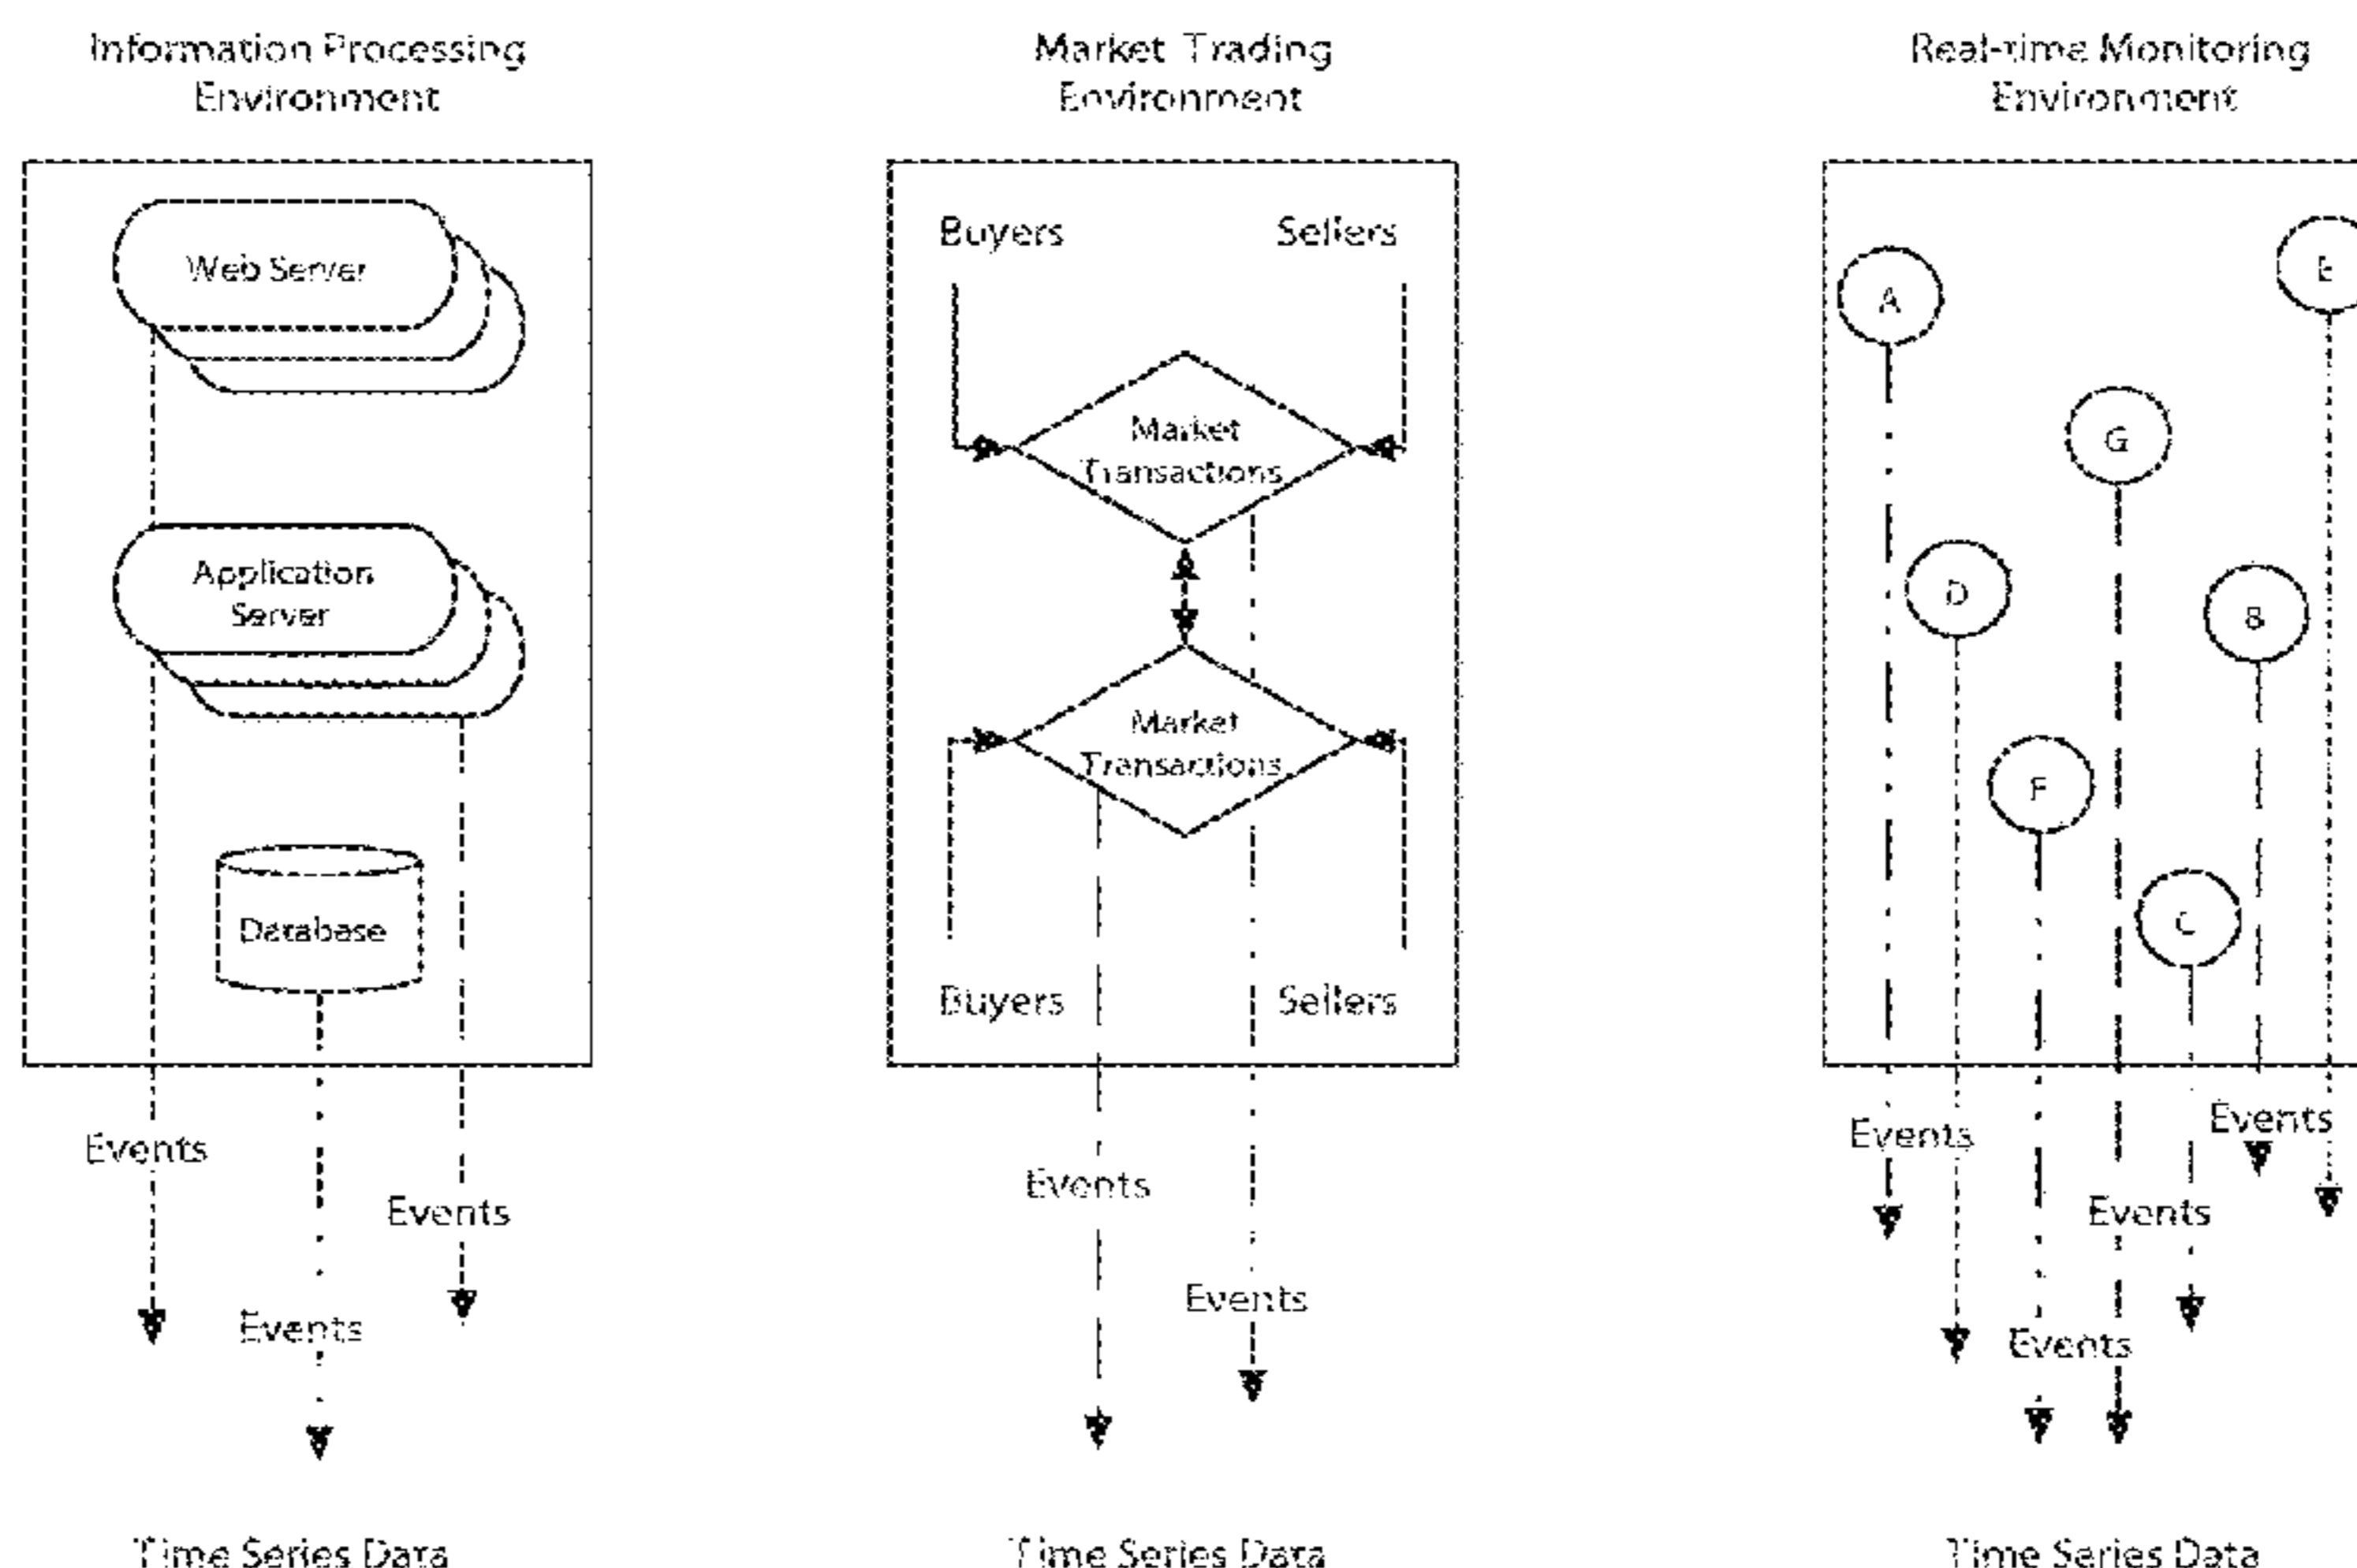 Information Processing
Environment
Web Server
Application
Server
Database
Events
Events
Events
Time Series Data
Market Trading
Environment
Buyers
Sellers
Market
Transactions
Market
Transactions
Buyers
Sellers
Events
Events
Time Series Data
Real-time Monitoring
Environment
A
E
G
D
B
F
C
Events
Events
Events
Events
Time Series Data